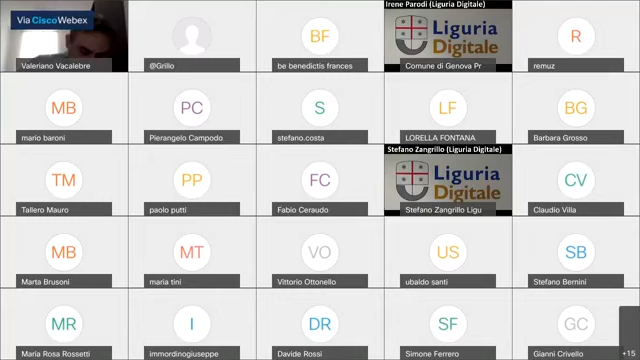 Via CiscoWebex
Valeriano Vacalebre
@Grillo
BF
be benedictis frances
Irene Parodi (Liguria Digitale)
Liguria
Digitale
Comune di Genova Pr
R
remuz
MB
mario baroni
PC
Pierangelo Campodo
S
stefano.costa
LF
LORELLA FONTANA
BG
Barbara Grosso
TM
Tallero Mauro
PP
paolo putti
FC
Fabio Ceraudo
Stefano Zangrillo (Liguria Digitale)
Liguria
Digitale
Stefano Zangrillo Ligu
CV
Claudio Villa
MB
Marta Brusoni
MT
maria tini
VO
Vittorio Ottonello
US
ubaldo santi
SB
Stefano Bernini
MR
Maria Rosa Rossetti
I
immordinogiuseppe
DR
Davide Rossi
SF
Simone Ferrero
GC
Gianni Crivello
+15